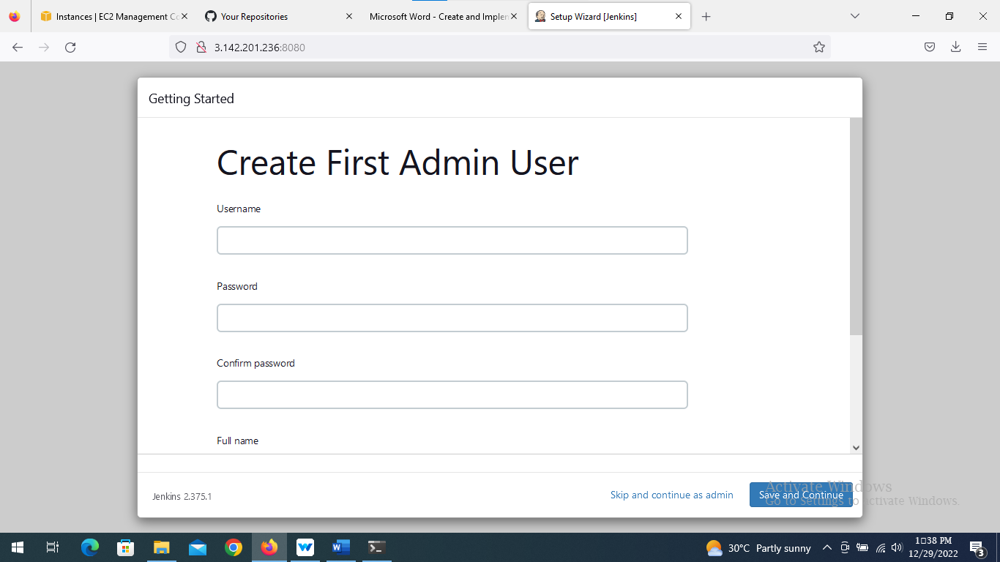 Instances | EC2 Management Co
Your Repositories
Microsoft Word - Create and Implem
Setup Wizard [Jenkins]
3.142.201.236:8080
Getting Started
Create First Admin User
Username
Password
Confirm password
Full name
Jenkins 2.375.1
Skip and continue as admin
Save and Continue
Activate Windows
Go to Settings to activate Windows.
30°C Partly sunny
1:38 PM
12/29/2022
3